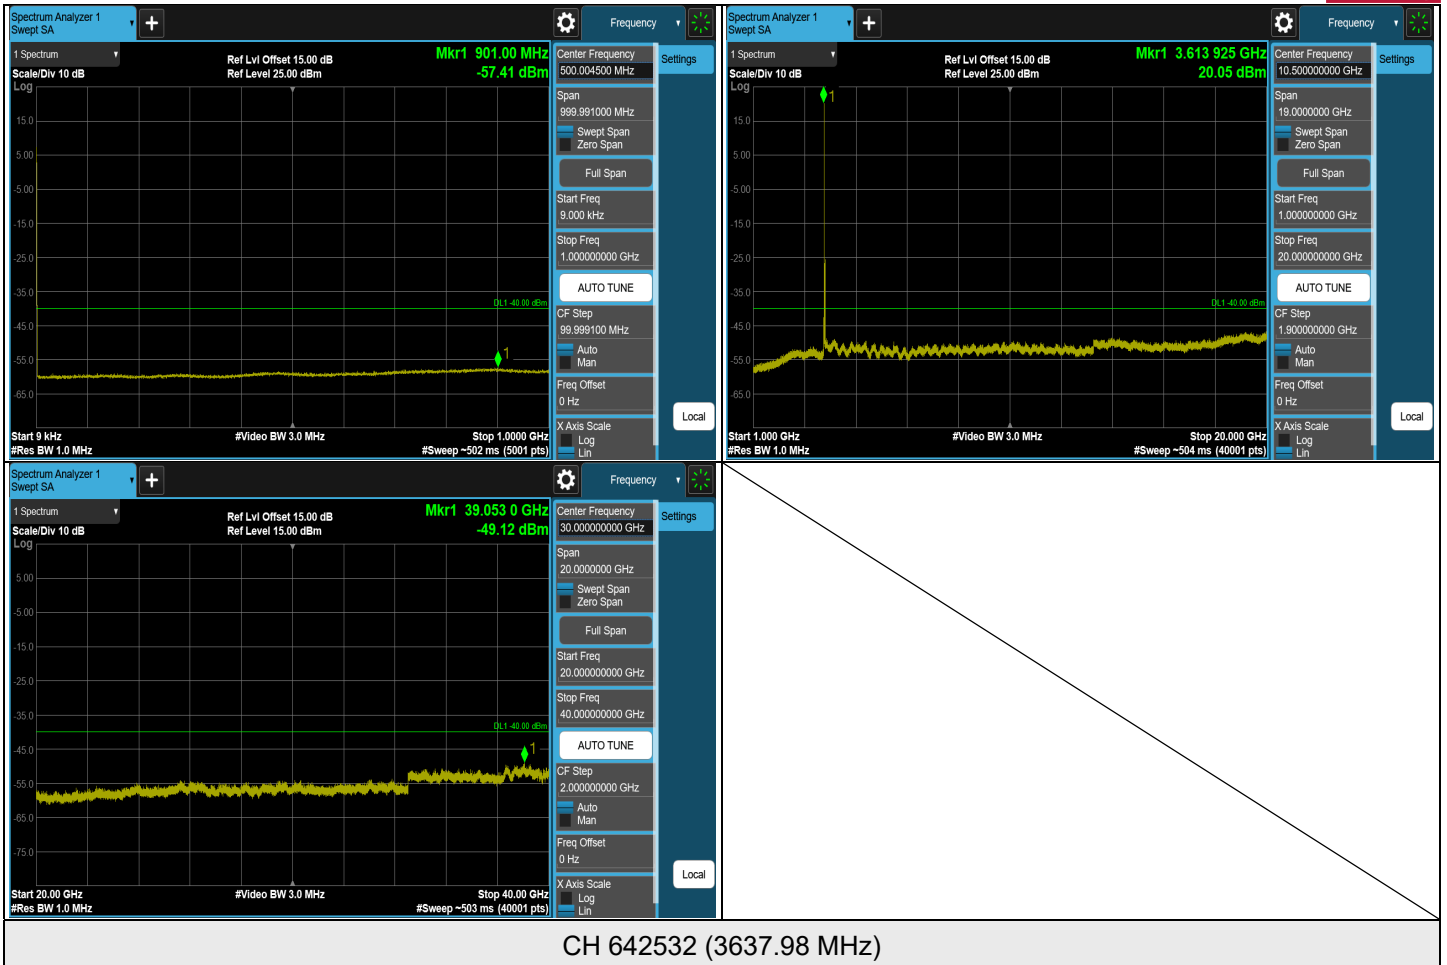 Spectrum Analyzer 1
Swept SA
+
Frequency
1 Spectrum
Scale/Div 10 dB
Log
Ref Lvl Offset 15.00 dB
Ref Level 25.00 dBm
Mkr1 901.00 MHz
-57.41 dBm
15.0
5.00
-5.00
-15.0
-25.0
-35.0
-45.0
-55.0
-65.0
DL1 -40.00 dBm
1
Start 9 kHz
#Res BW 1.0 MHz
#Video BW 3.0 MHz
Stop 1.0000 GHz
#Sweep ~502 ms (5001 pts)
Center Frequency
500.004500 MHz
Span
999.991000 MHz
Swept Span
Zero Span
Full Span
Start Freq
9.000 kHz
Stop Freq
1.000000000 GHz
AUTO TUNE
CF Step
99.999100 MHz
Auto
Man
Freq Offset
0 Hz
X Axis Scale
Log
Lin
Settings
Local
Spectrum Analyzer 1
Swept SA
+
Frequency
1 Spectrum
Scale/Div 10 dB
Log
Ref Lvl Offset 15.00 dB
Ref Level 25.00 dBm
Mkr1 3.613 925 GHz
20.05 dBm
1
15.0
5.00
-5.00
-15.0
-25.0
-35.0
-45.0
-55.0
-65.0
DL1 -40.00 dBm
Start 1.000 GHz
#Res BW 1.0 MHz
#Video BW 3.0 MHz
Stop 20.000 GHz
#Sweep ~504 ms (40001 pts)
Center Frequency
10.500000000 GHz
Span
19.0000000 GHz
Swept Span
Zero Span
Full Span
Start Freq
1.000000000 GHz
Stop Freq
20.000000000 GHz
AUTO TUNE
CF Step
1.900000000 GHz
Auto
Man
Freq Offset
0 Hz
X Axis Scale
Log
Lin
Settings
Local
Spectrum Analyzer 1
Swept SA
+
Frequency
1 Spectrum
Scale/Div 10 dB
Log
Ref Lvl Offset 15.00 dB
Ref Level 15.00 dBm
Mkr1 39.053 0 GHz
-49.12 dBm
5.00
-5.00
-15.0
-25.0
-35.0
-45.0
-55.0
-65.0
-75.0
DL1 -40.00 dBm
1
Start 20.00 GHz
#Res BW 1.0 MHz
#Video BW 3.0 MHz
Stop 40.00 GHz
#Sweep ~503 ms (40001 pts)
Center Frequency
30.000000000 GHz
Span
20.0000000 GHz
Swept Span
Zero Span
Full Span
Start Freq
20.000000000 GHz
Stop Freq
40.000000000 GHz
AUTO TUNE
CF Step
2.000000000 GHz
Auto
Man
Freq Offset
0 Hz
X Axis Scale
Log
Lin
Settings
Local
CH 642532 (3637.98 MHz)